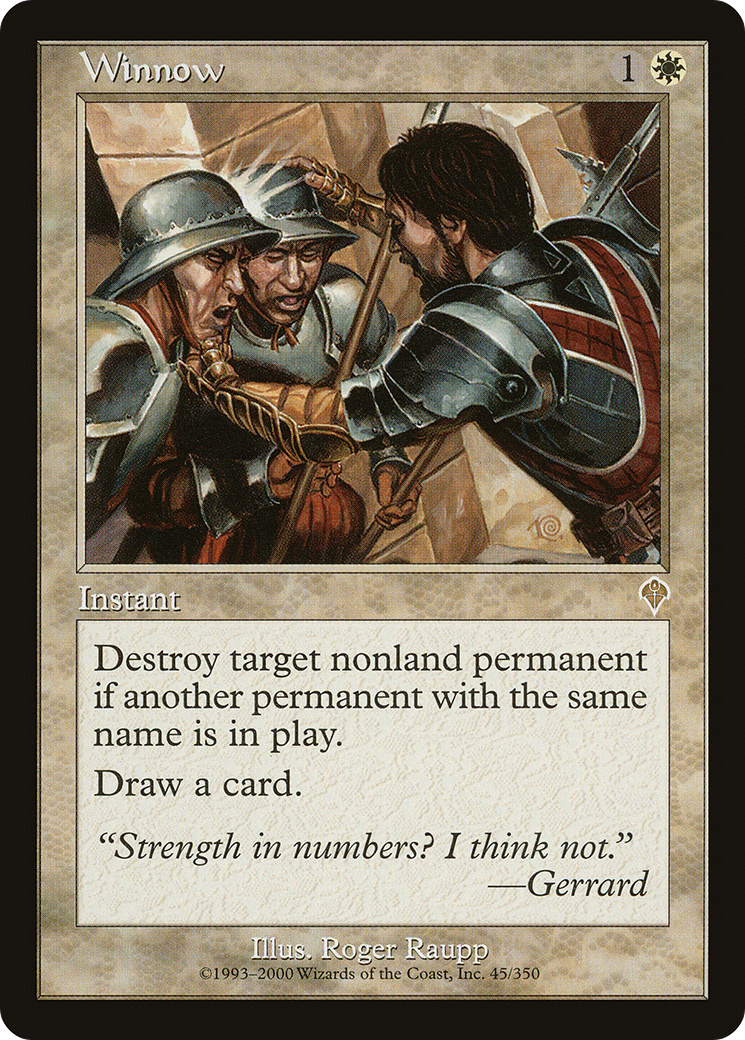 Winnow 1
Instant
Destroy target nonland permanent
if another permanent with the same
name is in play.
Draw a card.
“Strength in numbers? I think not.”
—Gerrard
Illus. Roger Raupp
©1993–2000 Wizards of the Coast, Inc. 45/350